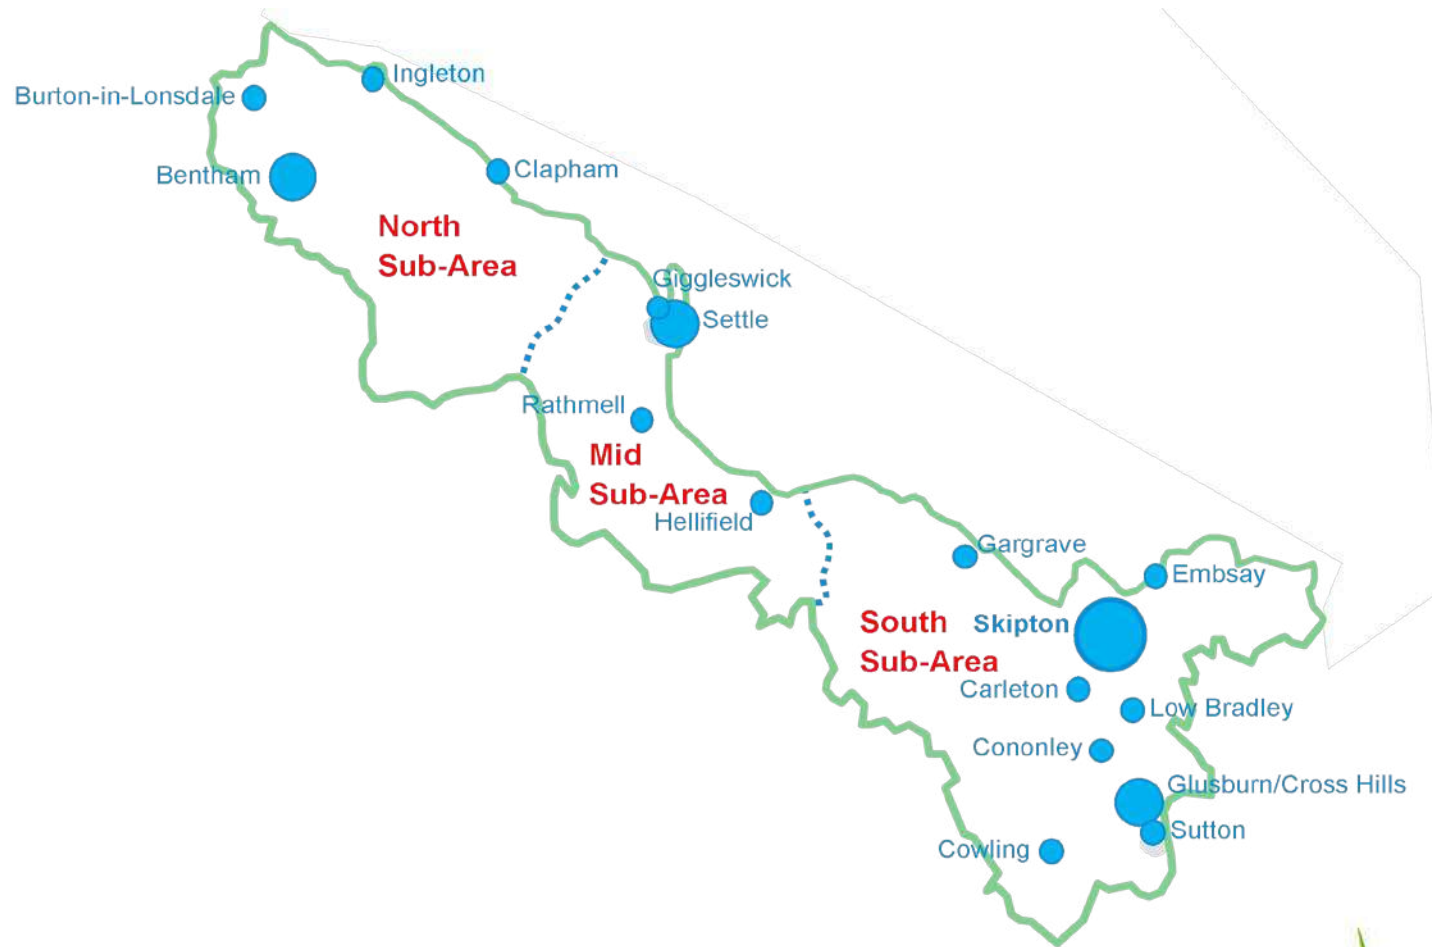 Ingleton
Burton-in-Lonsdale
Clapham
Bentham
North
Sub-Area
Giggleswick
Settle
Rathmell
Mid
Sub-Area
Hellifield
Gargrave
Embsay
South
Sub-Area
Skipton
Carleton
Low Bradley
Cononley
Glusburn/Cross Hills
Sutton
Cowling